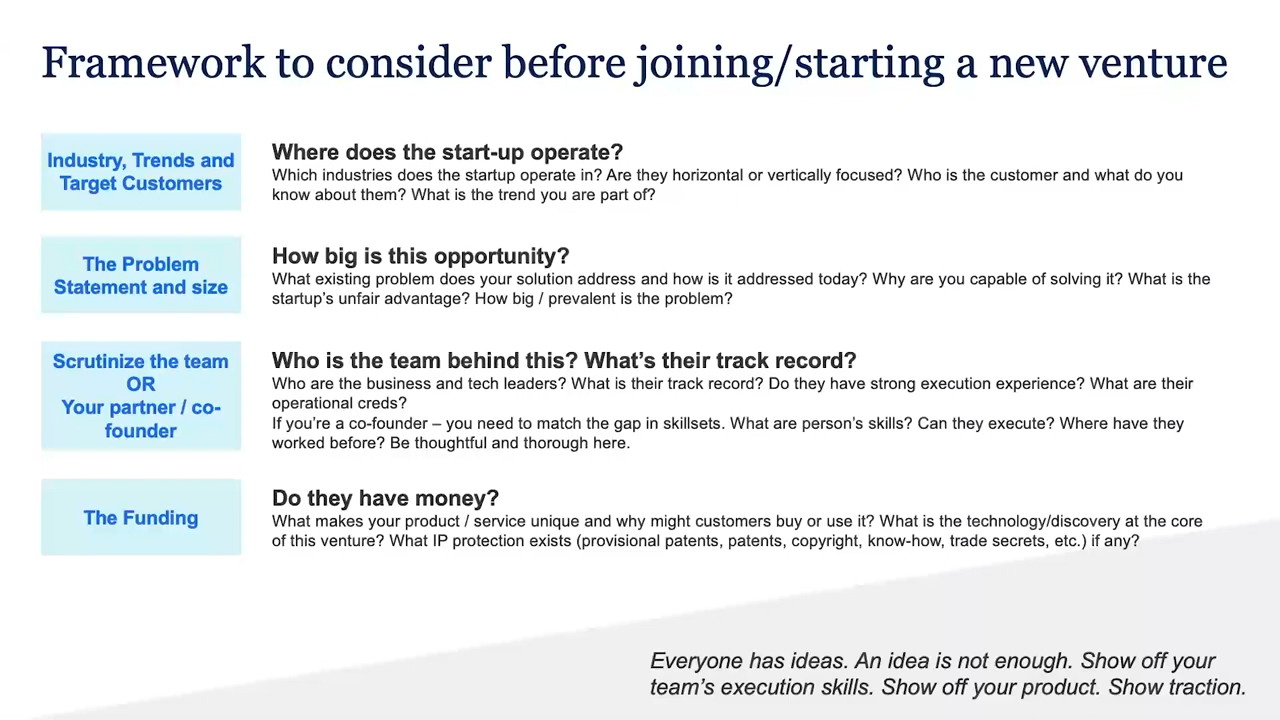 Framework to consider before joining/starting a new venture
Industry, Trends and
Target Customers
Where does the start-up operate?
Which industries does the startup operate in? Are they horizontal or vertically focused? Who is the customer and what do you
know about them? What is the trend you are part of?
The Problem
Statement and size
How big is this opportunity?
What existing problem does your solution address and how is it addressed today? Why are you capable of solving it? What is the
startup’s unfair advantage? How big / prevalent is the problem?
Scrutinize the team
OR
Your partner / co-
founder
Who is the team behind this? What’s their track record?
Who are the business and tech leaders? What is their track record? Do they have strong execution experience? What are their
operational creds?
If you’re a co-founder – you need to match the gap in skillsets. What are person’s skills? Can they execute? Where have they
worked before? Be thoughtful and thorough here.
The Funding
Do they have money?
What makes your product / service unique and why might customers buy or use it? What is the technology/discovery at the core
of this venture? What IP protection exists (provisional patents, patents, copyright, know-how, trade secrets, etc.) if any?
Everyone has ideas. An idea is not enough. Show off your
team’s execution skills. Show off your product. Show traction.